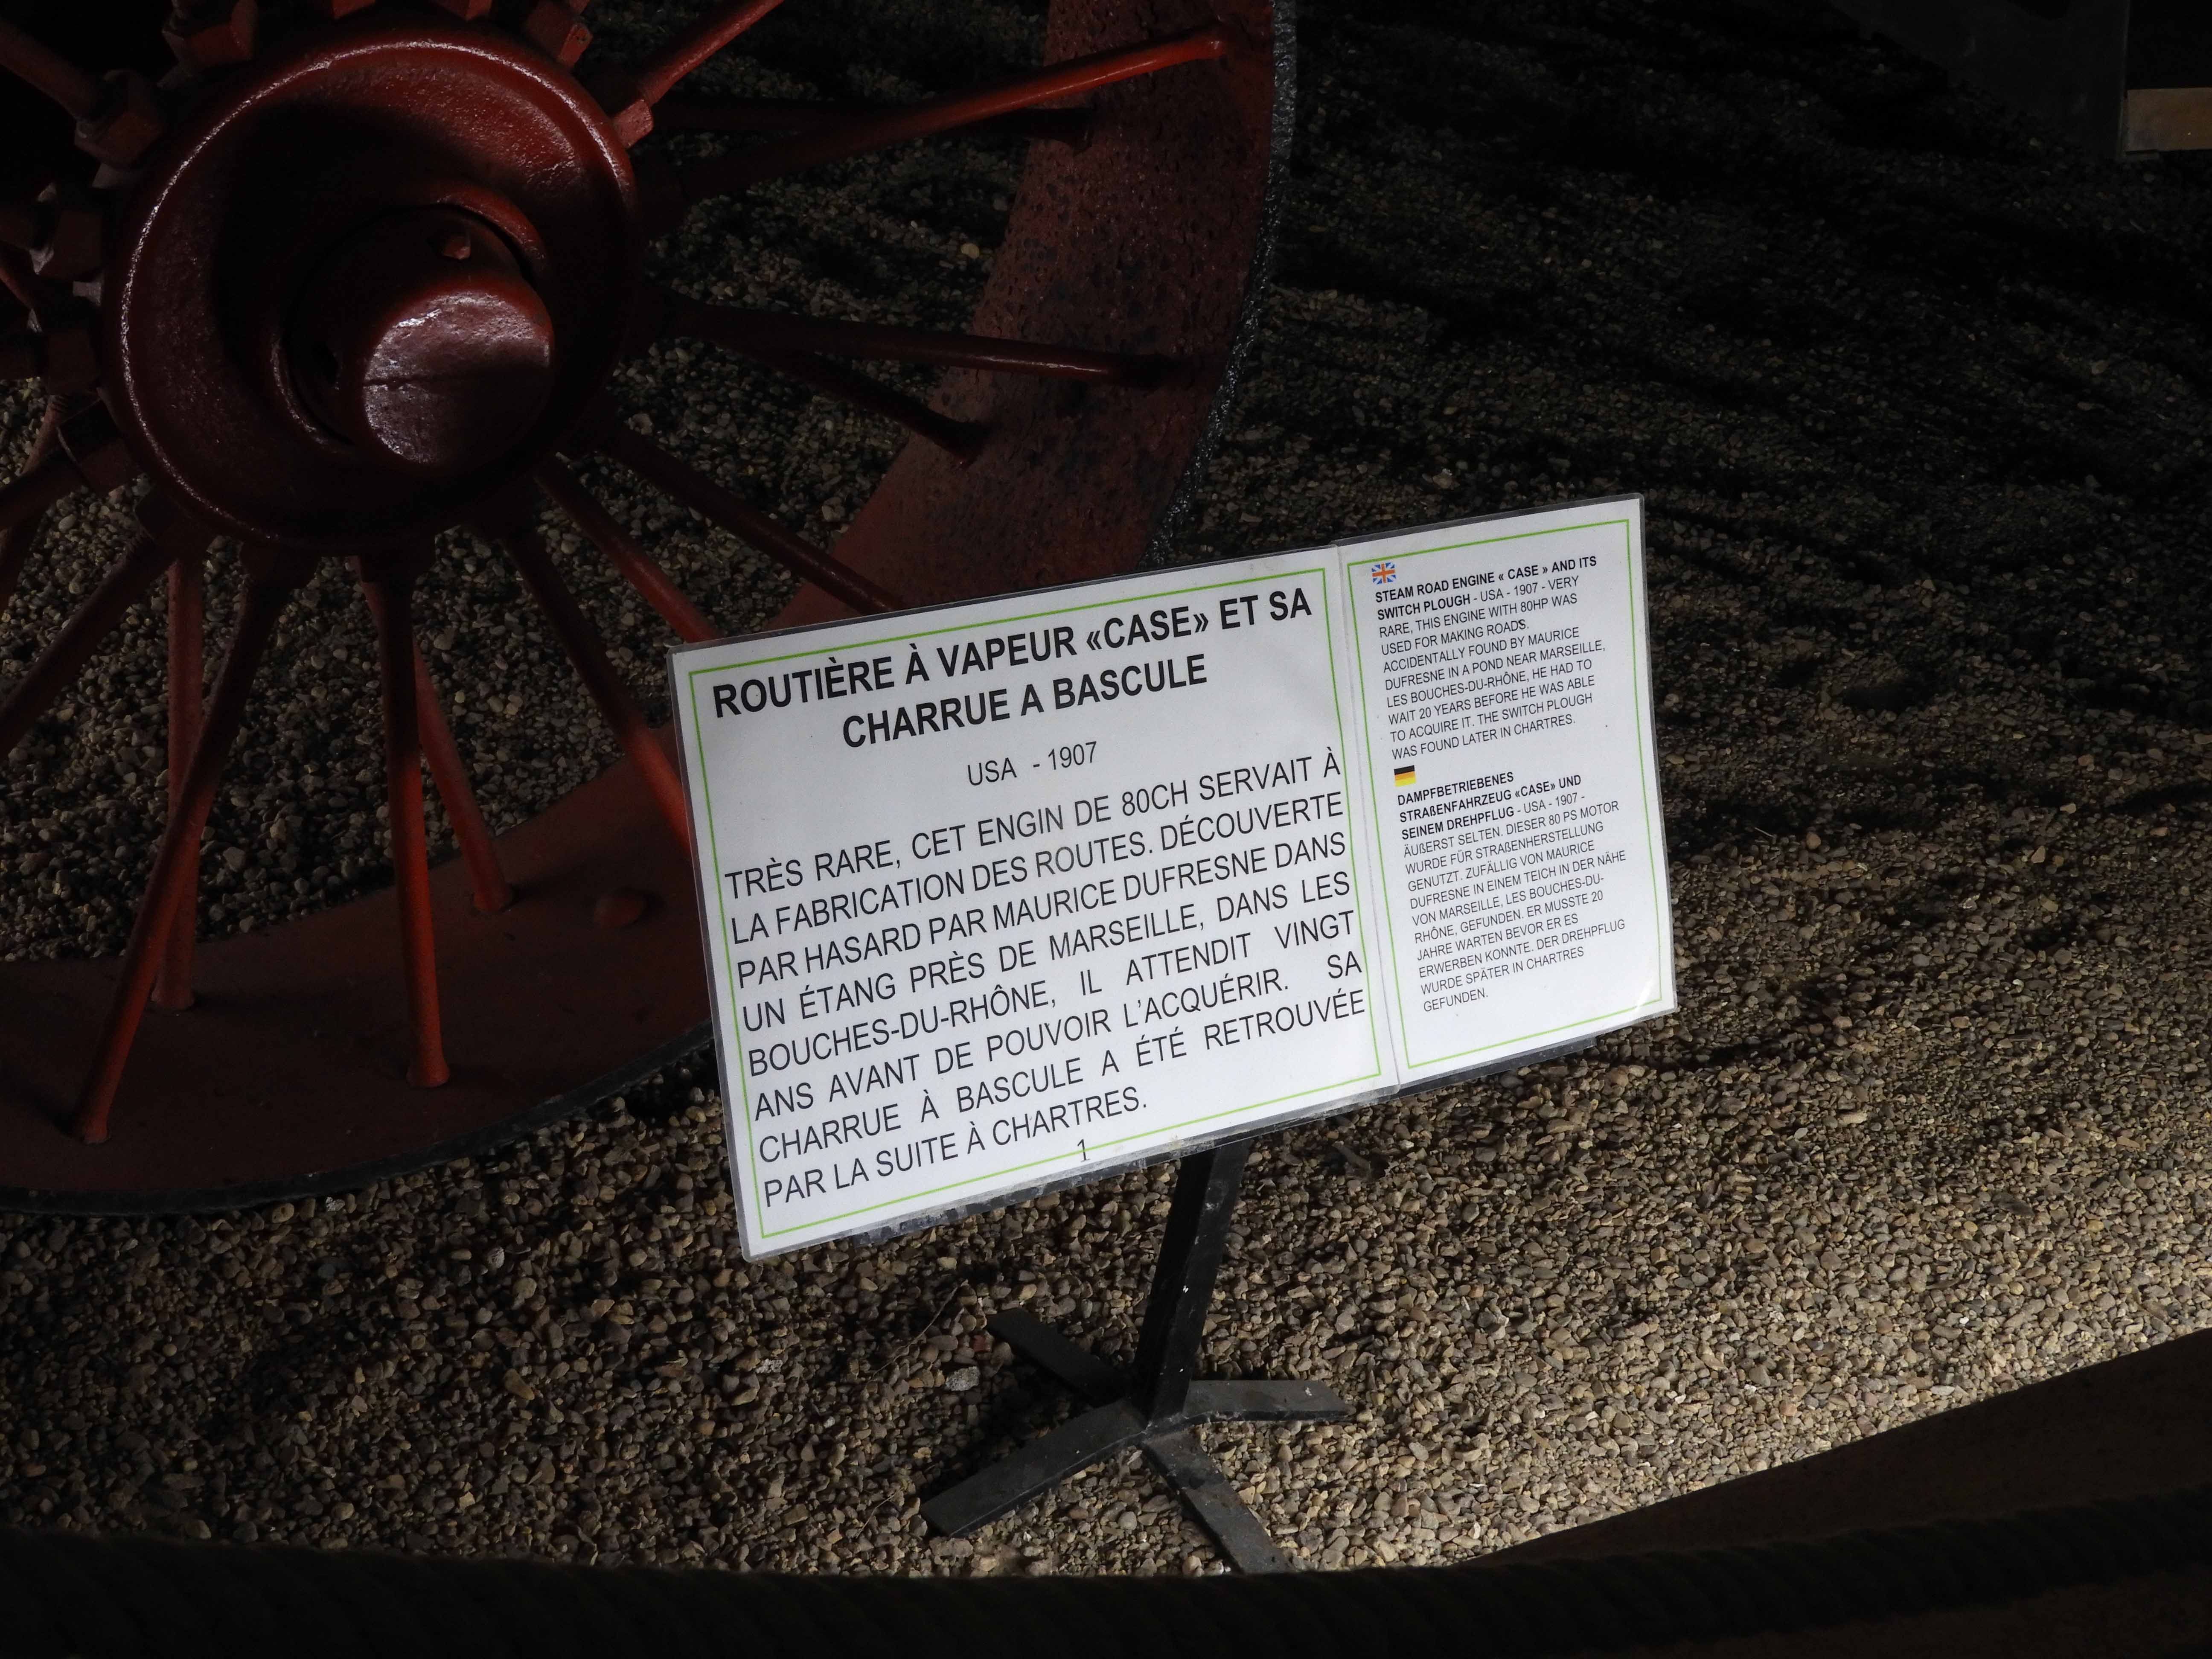 ROUTIÈRE À VAPEUR «CASE» ET SA
CHARRUE A BASCULE
USA - 1907
TRÈS RARE, CET ENGIN DE 80CH SERVAIT À
LA FABRICATION DES ROUTES. DÉCOUVERTE
PAR HASARD PAR MAURICE DUFRESNE DANS
UN ÉTANG PRÈS DE MARSEILLE, DANS LES
BOUCHES-DU-RHÔNE, IL ATTENDIT VINGT
ANS AVANT DE POUVOIR L'ACQUÉRIR. SA
CHARRUE À BASCULE A ÉTÉ RETROUVÉE
PAR LA SUITE À CHARTRES.
1
STEAM ROAD ENGINE « CASE » AND ITS
SWITCH PLOUGH - USA - 1907 - VERY
RARE, THIS ENGINE WITH 80HP WAS
USED FOR MAKING ROADS.
ACCIDENTALLY FOUND BY MAURICE
DUFRESNE IN A POND NEAR MARSEILLE,
LES BOUCHES-DU-RHÔNE, HE HAD TO
WAIT 20 YEARS BEFORE HE WAS ABLE
TO ACQUIRE IT. THE SWITCH PLOUGH
WAS FOUND LATER IN CHARTRES.
DAMPFBETRIEBENES
STRAßENFAHRZEUG «CASE» UND
SEINEM DREHPFLUG - USA - 1907 -
ÄUßERST SELTEN. DIESER 80 PS MOTOR
WURDE FÜR STRAßENHERSTELLUNG
GENUTZT. ZUFÄLLIG VON MAURICE
DUFRESNE IN EINEM TEICH IN DER NÄHE
VON MARSEILLE, LES BOUCHES-DU-
RHÔNE, GEFUNDEN. ER MUSSTE 20
JAHRE WARTEN BEVOR ER ES
ERWERBEN KONNTE. DER DREHPFLUG
WURDE SPÄTER IN CHARTRES
GEFUNDEN.